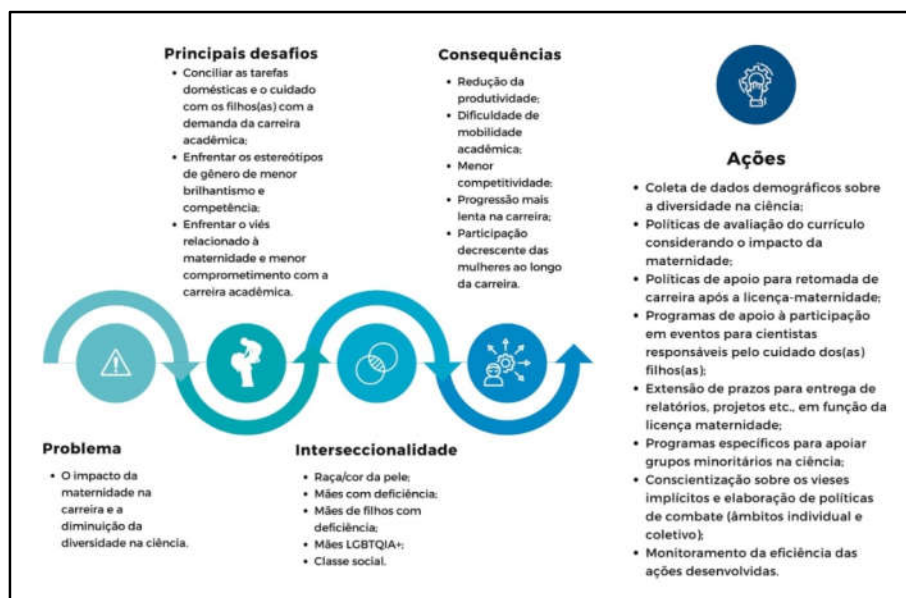 Principais desafios
• Conciliar as tarefas
domésticas e o cuidado
com os filhos(as) com a
demanda da carreira
acadêmica;
• Enfrentar os estereótipos
de gênero de menor
brilhantismo e
competência;
• Enfrentar o viés
relacionado à
maternidade e menor
comprometimento com a
carreira acadêmica.
Consequências
• Redução da
produtividade;
• Dificuldade de
mobilidade
acadêmica;
• Menor
competitividade;
• Progressão mais
lenta na carreira;
• Participação
decrescente das
mulheres ao longo
da carreira.
Problema
• O impacto da
maternidade na
carreira e a
diminuição da
diversidade na ciência.
Interseccionalidade
• Raça/cor da pele;
• Mães com deficiência;
• Mães de filhos com
deficiência;
• Mães LGBTQIA+;
• Classe social.
Ações
• Coleta de dados demográficos sobre
a diversidade na ciência;
• Políticas de avaliação do currículo
considerando o impacto da
maternidade;
• Políticas de apoio para retomada de
carreira após a licença-maternidade;
• Programas de apoio à participação
em eventos para cientistas
responsáveis pelo cuidado dos(as)
filhos(as);
• Extensão de prazos para entrega de
relatórios, projetos etc., em função da
licença maternidade;
• Programas específicos para apoiar
grupos minoritários na ciência;
• Conscientização sobre os vieses
implícitos e elaboração de políticas
de combate (âmbitos individual e
coletivo);
• Monitoramento da eficiência das
ações desenvolvidas.